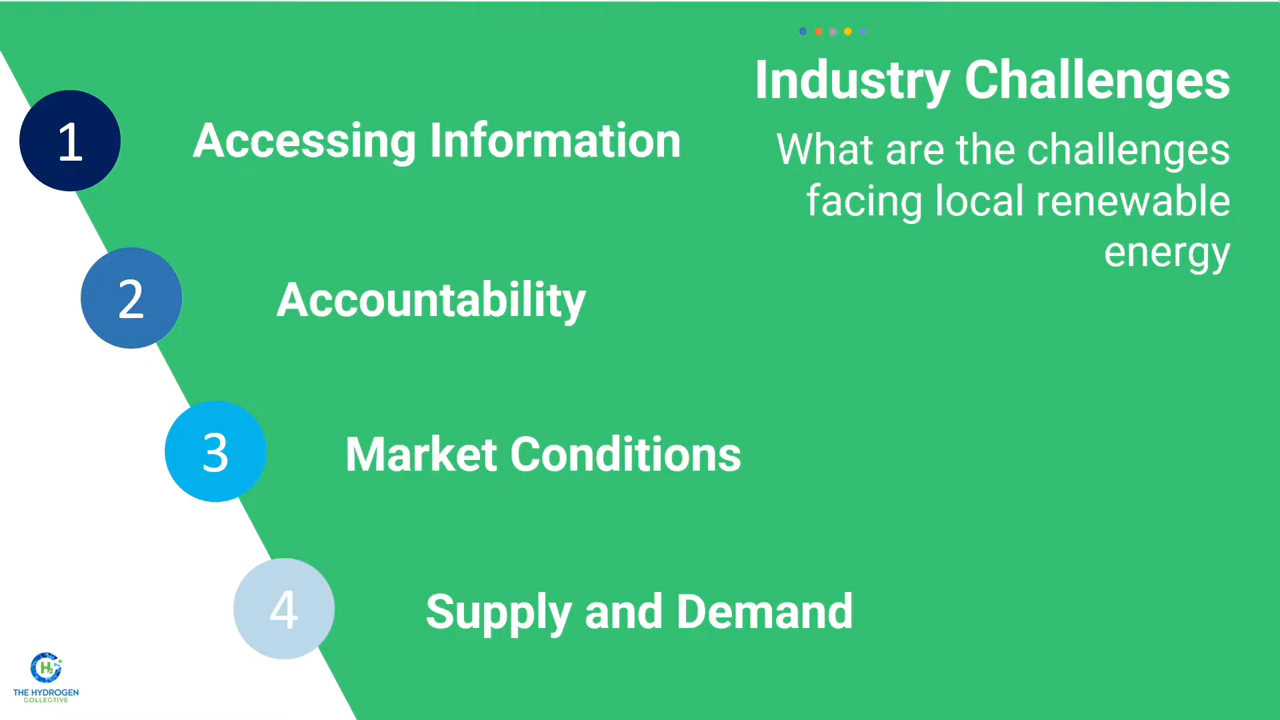 Industry Challenges
What are the challenges
facing local renewable
energy
1
Accessing Information
2
Accountability
3
Market Conditions
4
Supply and Demand
H2
THE HYDROGEN
COLLECTIVE